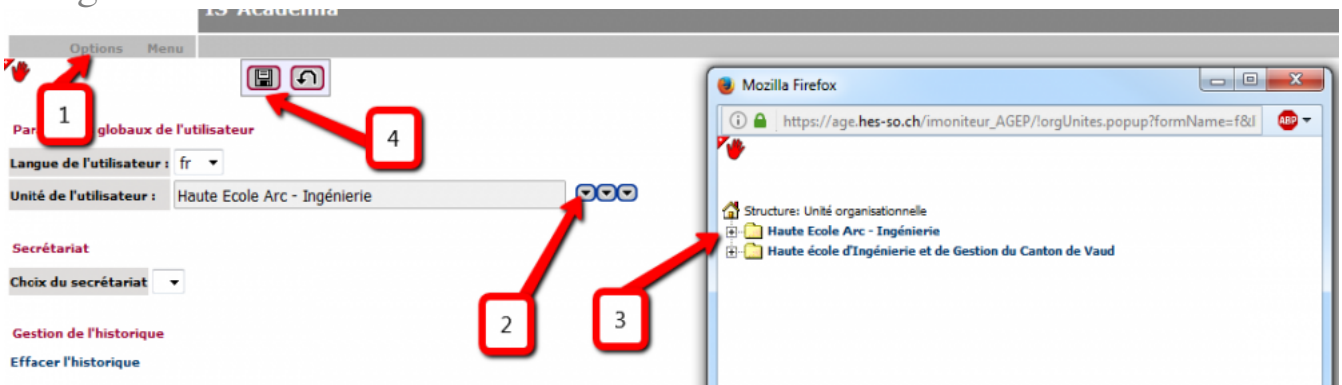 IS Academia
Options Menu
1
4
globaux de l'utilisateur
Langue de l'utilisateur : fr
Unité de l'utilisateur : Haute Ecole Arc - Ingénierie
Secrétariat
Choix du secrétariat
2
Gestion de l'historique
Effacer l'historique
Mozilla Firefox
https://age.hes-so.ch/imoniteur_AGEP/!orgUnites.popup?formName=f&l
ABP
Structure: Unité organisationnelle
Haute Ecole Arc - Ingénierie
Haute école d'Ingénierie et de Gestion du Canton de Vaud
3